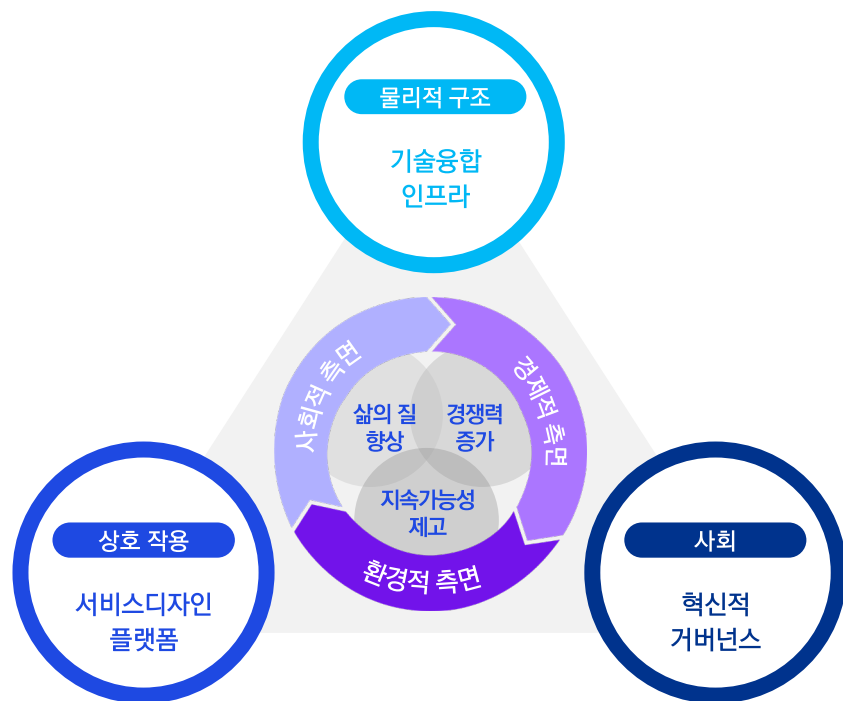 물리적 구조
기술융합
인프라
사회적 측면
경제적 측면
삶의 질
향상
경쟁력
증가
지속가능성
제고
환경적 측면
상호 작용
서비스디자인
플랫폼
사회
혁신적
거버넌스